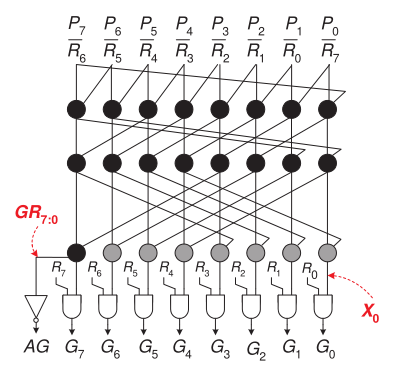 P7 P6 P5 P4 P3 P2 P1 P0
R6 R5 R4 R3 R2 R1 R0 R7
GR7:0
R7 R6 R5 R4 R3 R2 R1 R0
X0
AG G7 G6 G5 G4 G3 G2 G1 G0